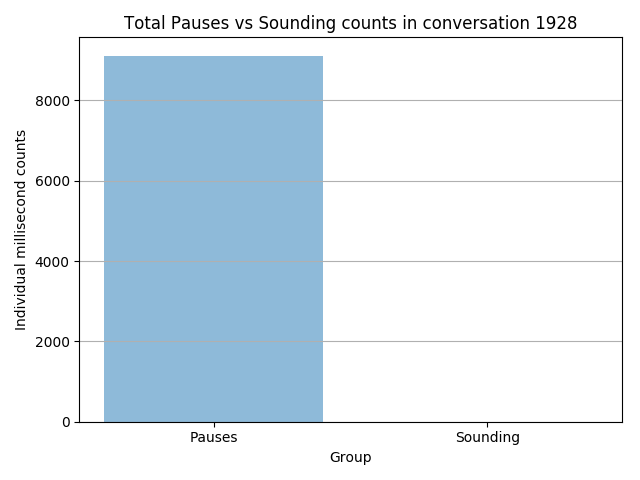 Total Pauses vs Sounding counts in conversation 1928
Individual millisecond counts
8000
6000
4000
2000
0
Pauses
Sounding
Group